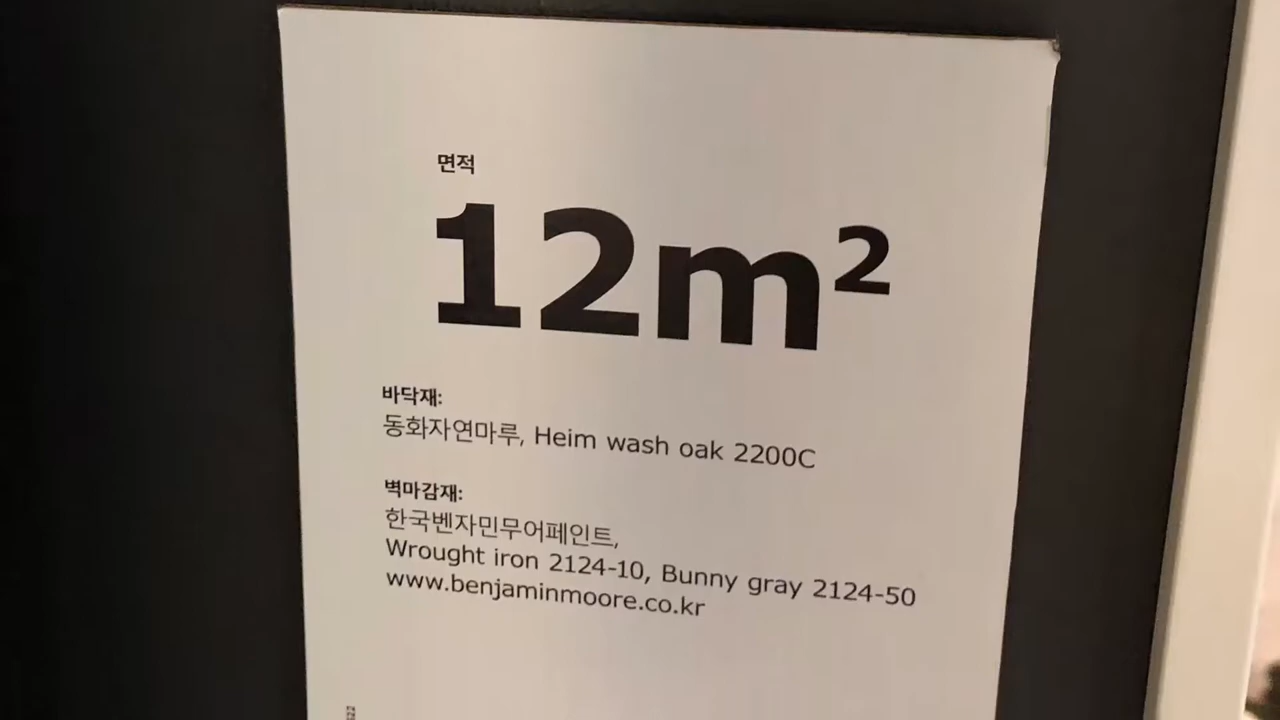 면적
12m²
바닥재:
동화자연마루, Heim wash oak 2200C
벽마감재:
한국벤자민무어페인트,
Wrought iron 2124-10, Bunny gray 2124-50
www.benjaminmoore.co.kr